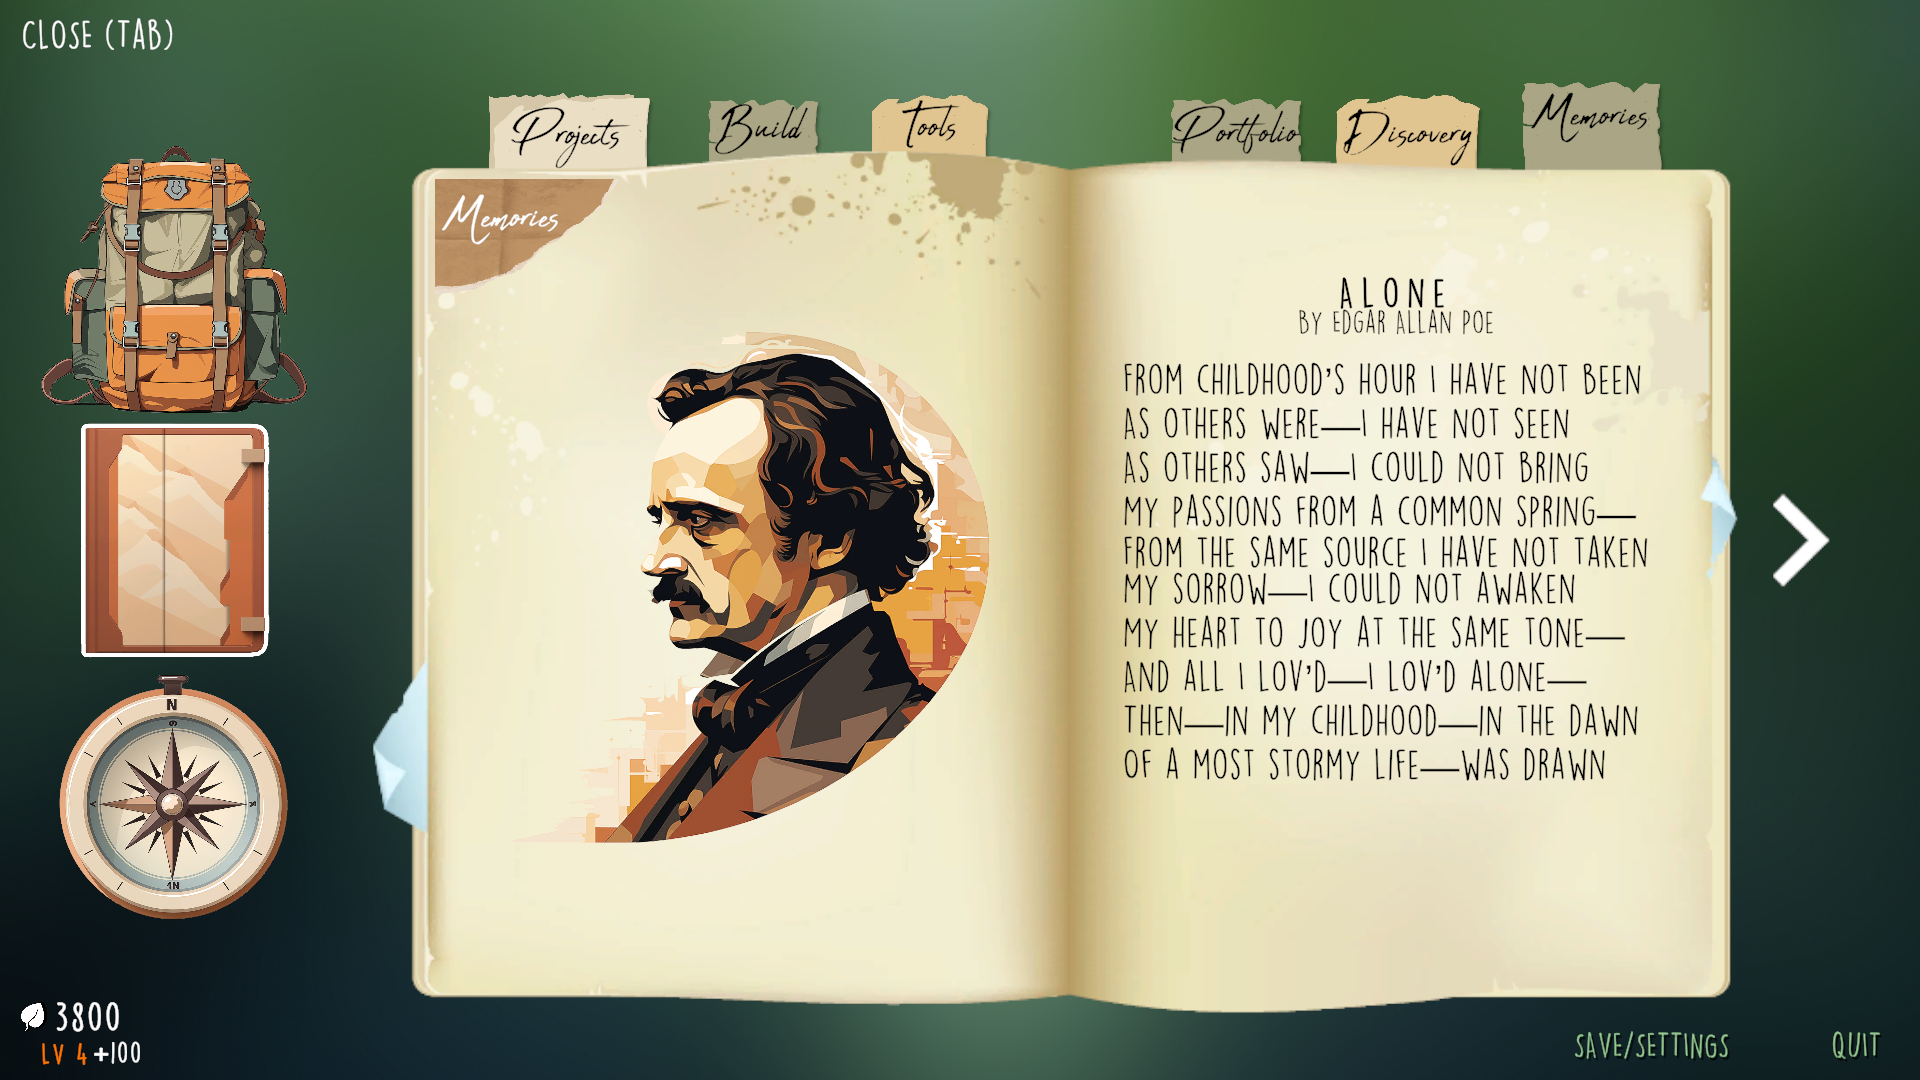 CLOSE (TAB)
Projects
Build
Tools
Portfolio
Discovery
Memories
Memories
ALONE
BY EDGAR ALLAN POE
FROM CHILDHOOD'S HOUR I HAVE NOT BEEN
AS OTHERS WERE—I HAVE NOT SEEN
AS OTHERS SAW—I COULD NOT BRING
MY PASSIONS FROM A COMMON SPRING—
FROM THE SAME SOURCE I HAVE NOT TAKEN
MY SORROW—I COULD NOT AWAKEN
MY HEART TO JOY AT THE SAME TONE—
AND ALL I LOV'D—I LOV'D ALONE—
THEN—IN MY CHILDHOOD—IN THE DAWN
OF A MOST STORMY LIFE—WAS DRAWN
N
3800
LV 4 +100
SAVE/SETTINGS
QUIT